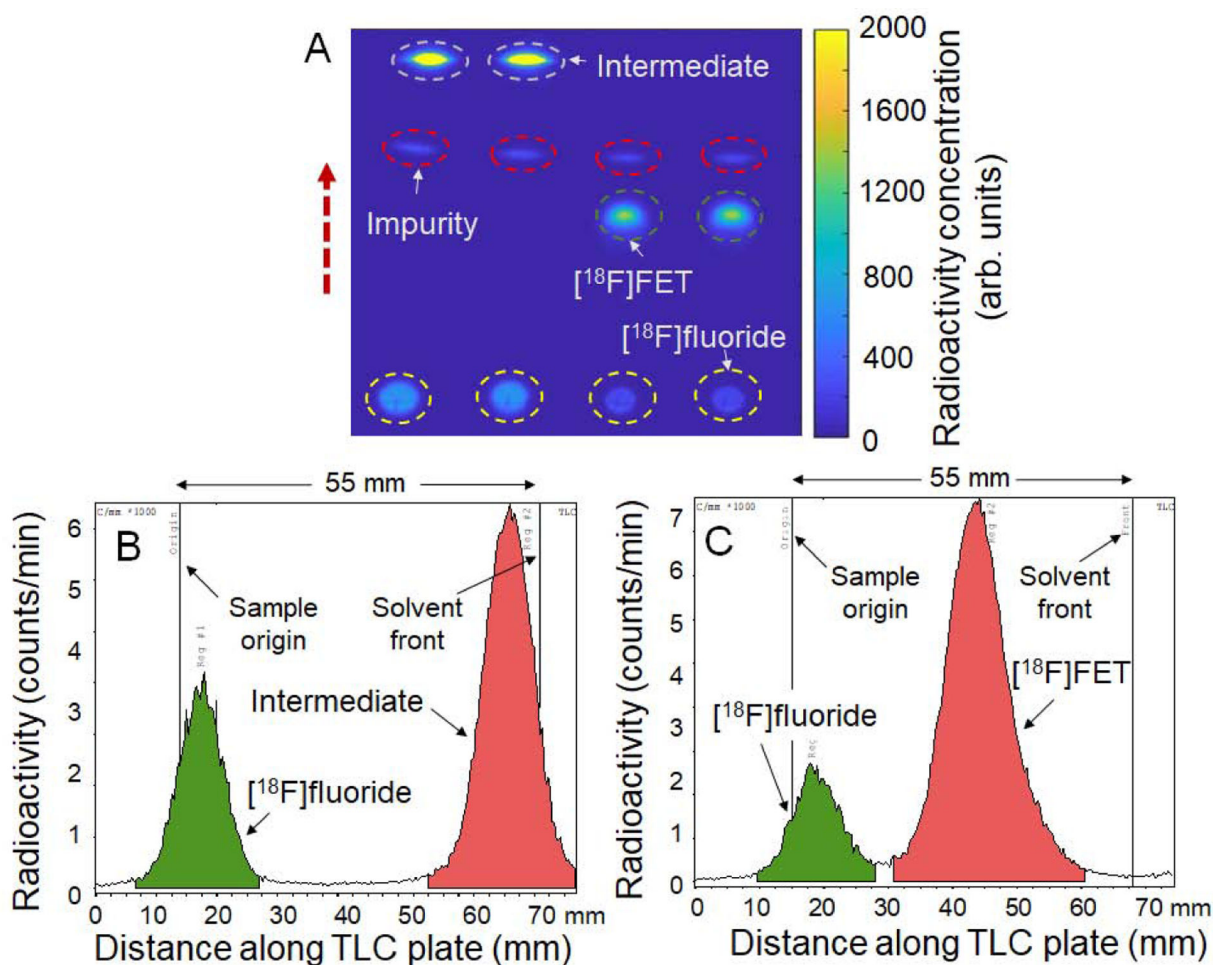 A
Intermediate
Impurity
[18F]FET
[18F]fluoride
2000
1600
1200
800
400
0
Radioactivity concentration
(arb. units)
55 mm
C/mm *1000
TLC
B
Origin
Reg #2
Sample
origin
Solvent
front
Reg #1
Intermediate
[18F]fluoride
6
5
4
3
2
1
0
Radioactivity (counts/min)
0 10 20 30 40 50 60 70 mm
Distance along TLC plate (mm)
55 mm
C/mm *1000
TLC
C
Origin
Reg #2
Front
Sample
origin
Solvent
front
[18F]FET
[18F]fluoride
Reg
7
6
5
4
3
2
1
0
Radioactivity (counts/min)
0 10 20 30 40 50 60 70 mm
Distance along TLC plate (mm)